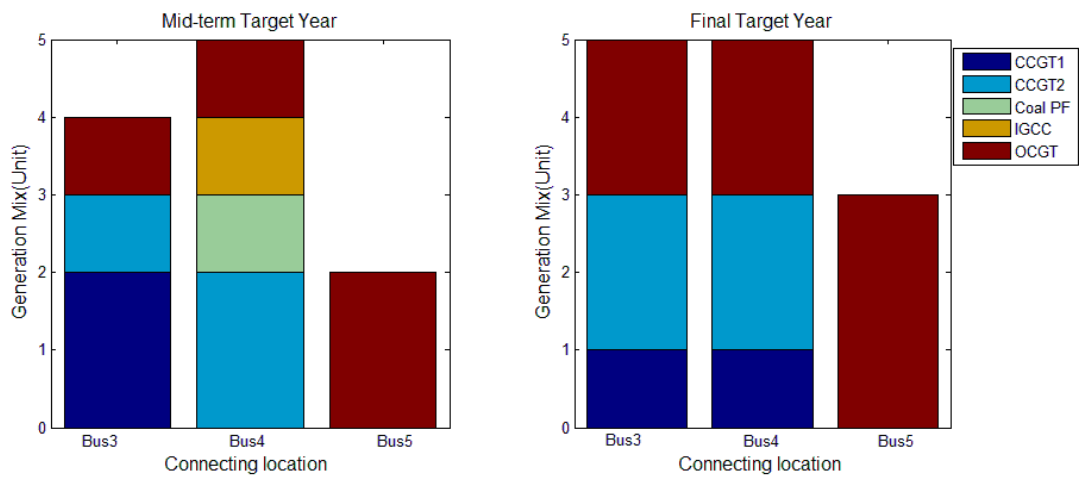 Mid-term Target Year
5
4
3
2
1
0
Generation Mix(Unit)
Bus3 Bus4 Bus5
Connecting location
Final Target Year
5
4
3
2
1
0
Generation Mix(Unit)
Bus3 Bus4 Bus5
Connecting location
CCGT1
CCGT2
Coal PF
IGCC
OCGT